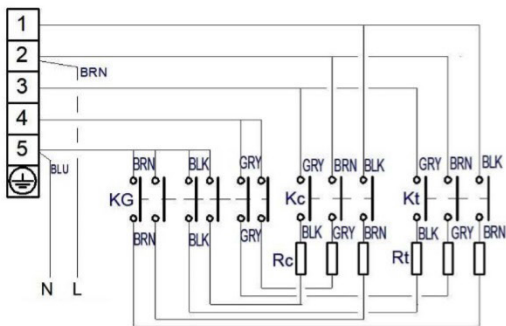 1
2
BRN
3
4
5
BLU
BRN BLK GRY GRY BRN BLK GRY BRN BLK
KG Kc Kt
BRN BLK GRY BLK GRY BRN BLK GRY BRN
Rc Rt
N L